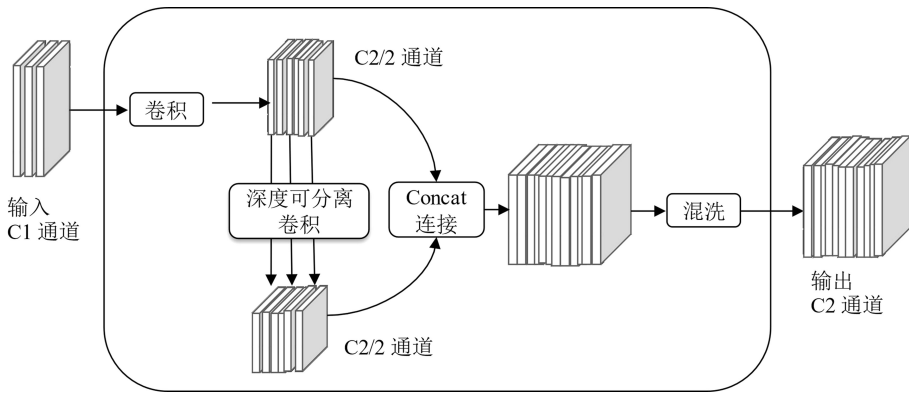 C2/2 通道
卷积
输入
C1 通道
深度可分离
卷积
Concat
连接
混洗
输出
C2 通道
C2/2 通道